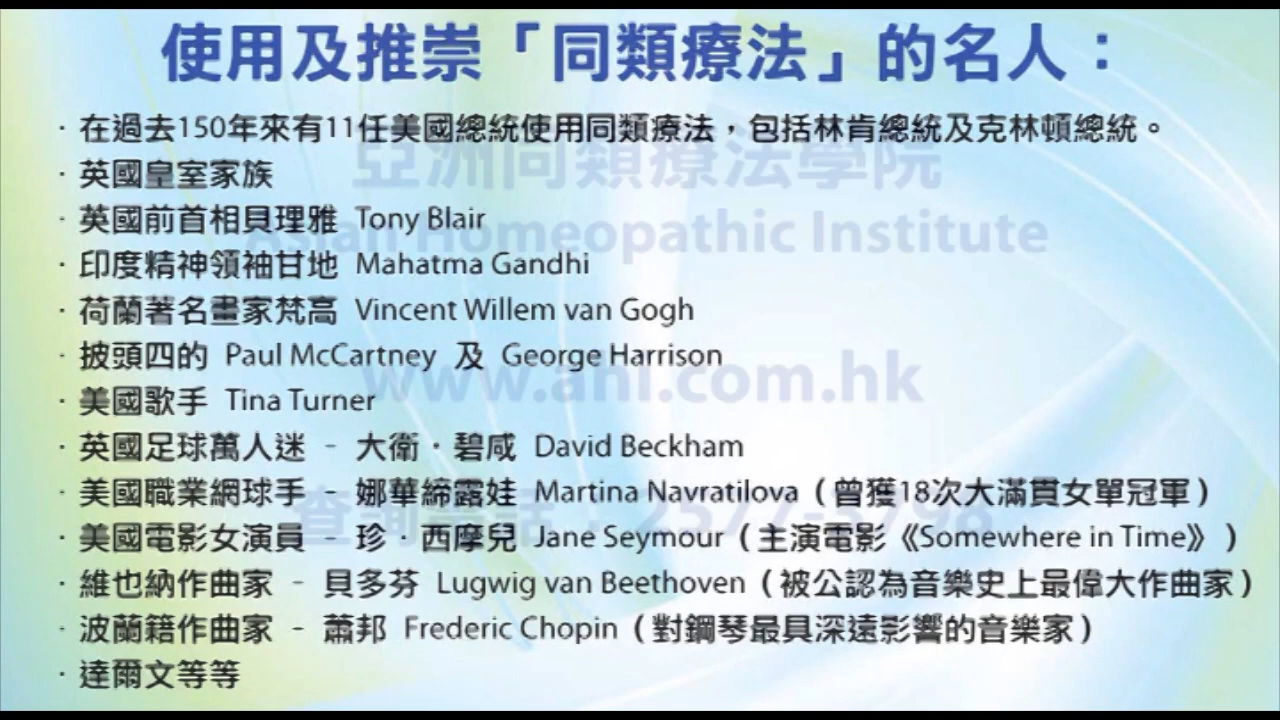 使用及推崇「同類療法」的名人：
· 在過去150年來有11任美國總統使用同類療法，包括林肯總統及克林頓總統。
亞洲同類療法學院
· 英國皇室家族
· 英國前首相貝理雅 Tony Blair
Asian Homeopathic Institute
· 印度精神領袖甘地 Mahatma Gandhi
· 荷蘭著名畫家梵高 Vincent Willem van Gogh
· 披頭四的 Paul McCartney 及 George Harrison
www.ahi.com.hk
· 美國歌手 Tina Turner
· 英國足球萬人迷 - 大衛·碧咸 David Beckham
· 美國職業網球手 - 娜華締露娃 Martina Navratilova（曾獲18次大滿貫女單冠軍）
查詢電話：2577-3798
· 美國電影女演員 - 珍·西摩兒 Jane Seymour（主演電影《Somewhere in Time》）
· 維也納作曲家 - 貝多芬 Lugwig van Beethoven（被公認為音樂史上最偉大作曲家）
· 波蘭籍作曲家 - 蕭邦 Frederic Chopin（對鋼琴最具深遠影響的音樂家）
· 達爾文等等